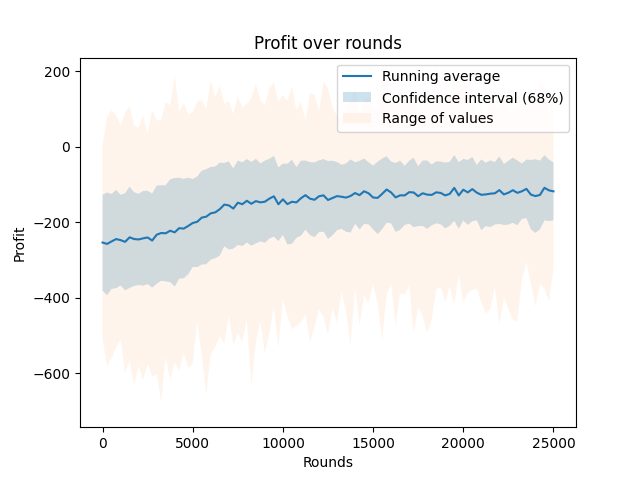 Profit over rounds
Running average
Confidence interval (68%)
Range of values
200
0
−200
−400
−600
Profit
0 5000 10000 15000 20000 25000
Rounds